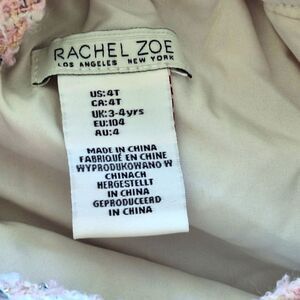 RACHEL ZOE
LOS ANGELES NEW YORK
US:4T
CA:4T
UK:3-4yrs
EU:104
AU:4
MADE IN CHINA
FABRIQUÉ EN CHINE
WYPRODUKOWANO W
CHINACH
HERGESTELLT
IN CHINA
GEPRODUCEERD
IN CHINA